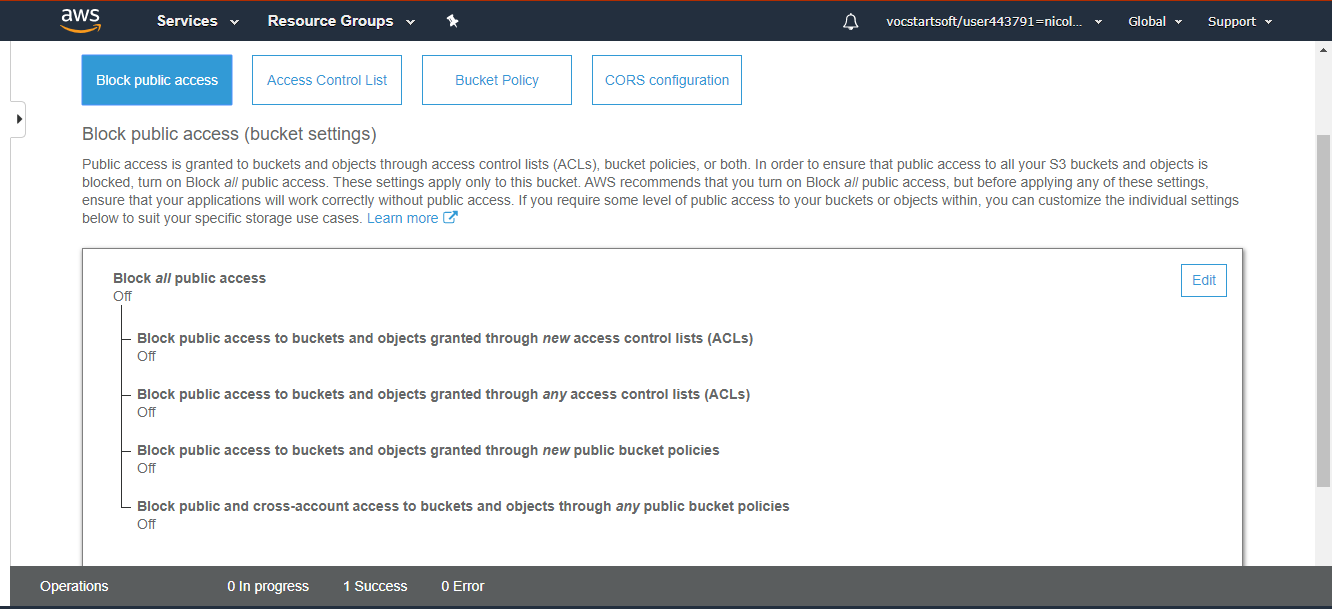 aws Services Resource Groups vocstartsoft/user443791=nicol... Global Support
Block public access Access Control List Bucket Policy CORS configuration
Block public access (bucket settings)
Public access is granted to buckets and objects through access control lists (ACLs), bucket policies, or both. In order to ensure that public access to all your S3 buckets and objects is
blocked, turn on Block all public access. These settings apply only to this bucket. AWS recommends that you turn on Block all public access, but before applying any of these settings,
ensure that your applications will work correctly without public access. If you require some level of public access to your buckets or objects within, you can customize the individual settings
below to suit your specific storage use cases. Learn more
Block all public access
Edit
Off
Block public access to buckets and objects granted through new access control lists (ACLs)
Off
Block public access to buckets and objects granted through any access control lists (ACLs)
Off
Block public access to buckets and objects granted through new public bucket policies
Off
Block public and cross-account access to buckets and objects through any public bucket policies
Off
Operations 0 In progress 1 Success 0 Error